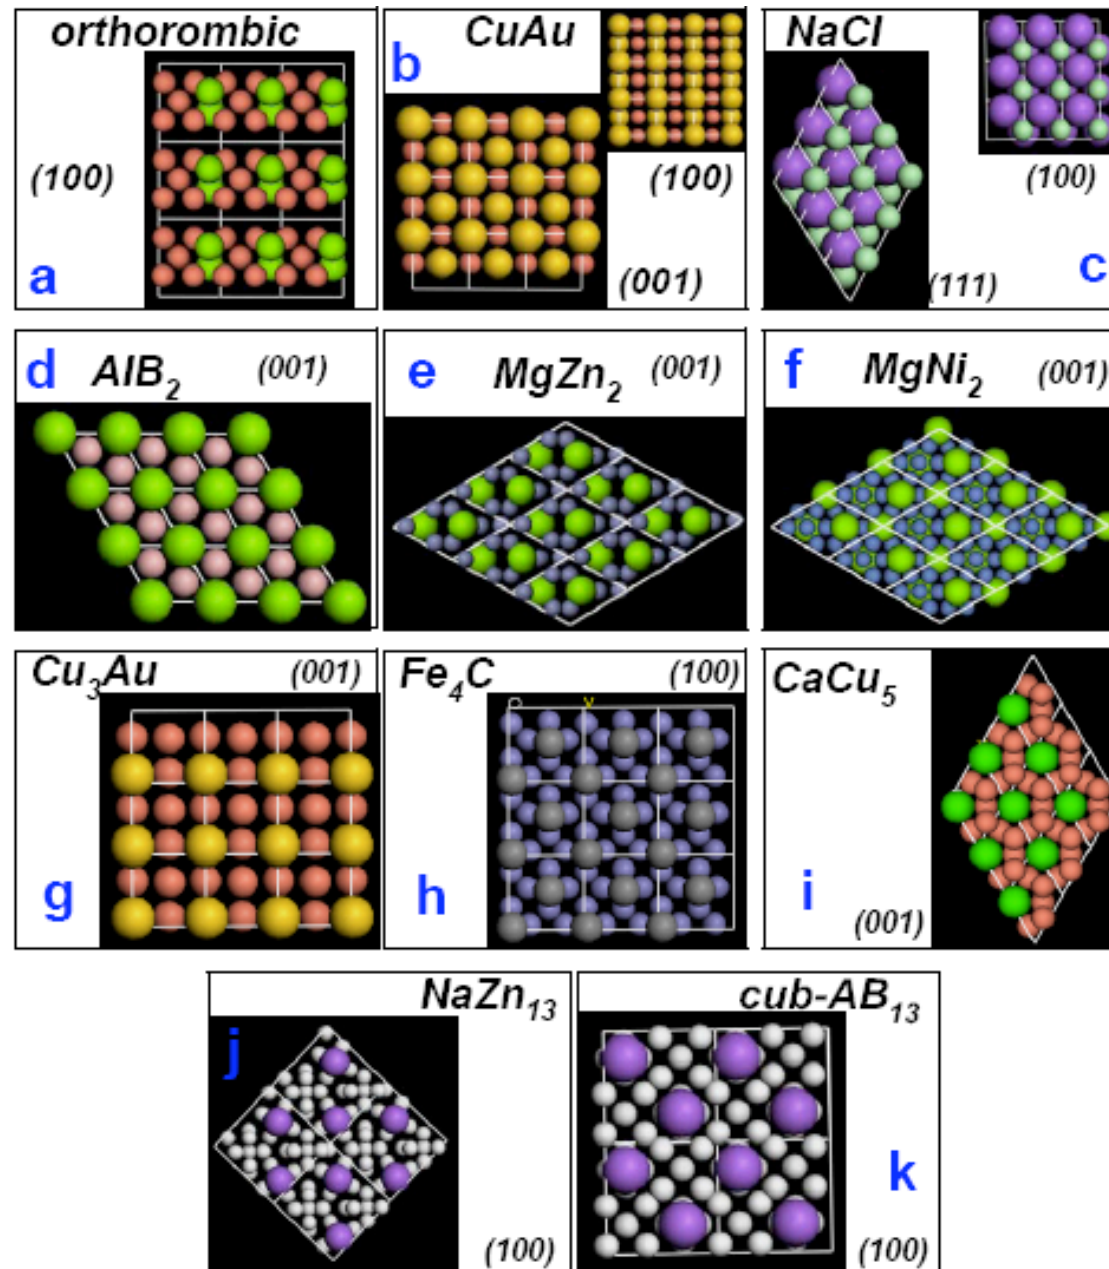 orthorombic
(100)
a
b
CuAu
(100)
(001)
NaCl
(100)
(111)
c
d
AlB2
(001)
e
MgZn2
(001)
f
MgNi2
(001)
Cu3Au
(001)
g
Fe4C
(100)
h
CaCu5
i
(001)
NaZn13
j
(100)
cub-AB13
k
(100)